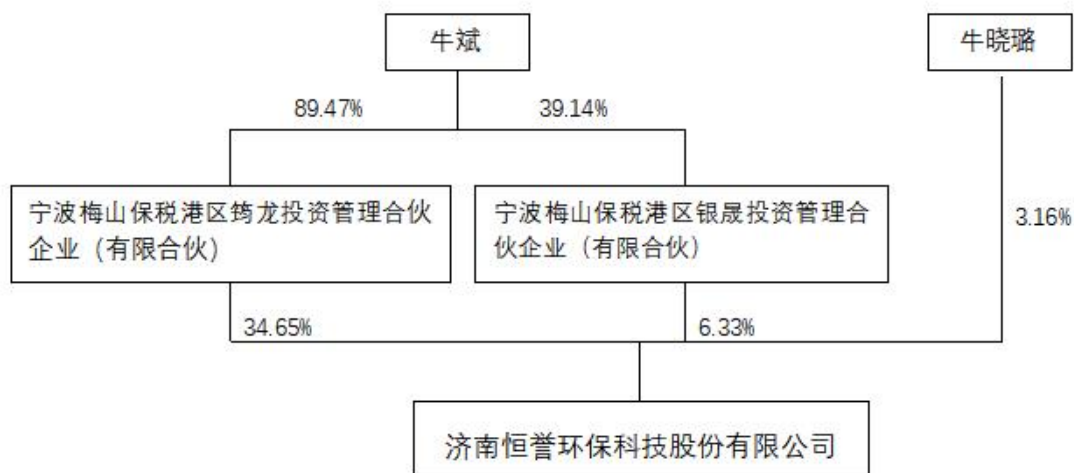 牛斌
牛晓璐
89.47%
39.14%
宁波梅山保税港区筠龙投资管理合伙
企业（有限合伙）
宁波梅山保税港区银晟投资管理合
伙企业（有限合伙）
3.16%
34.65%
6.33%
济南恒誉环保科技股份有限公司